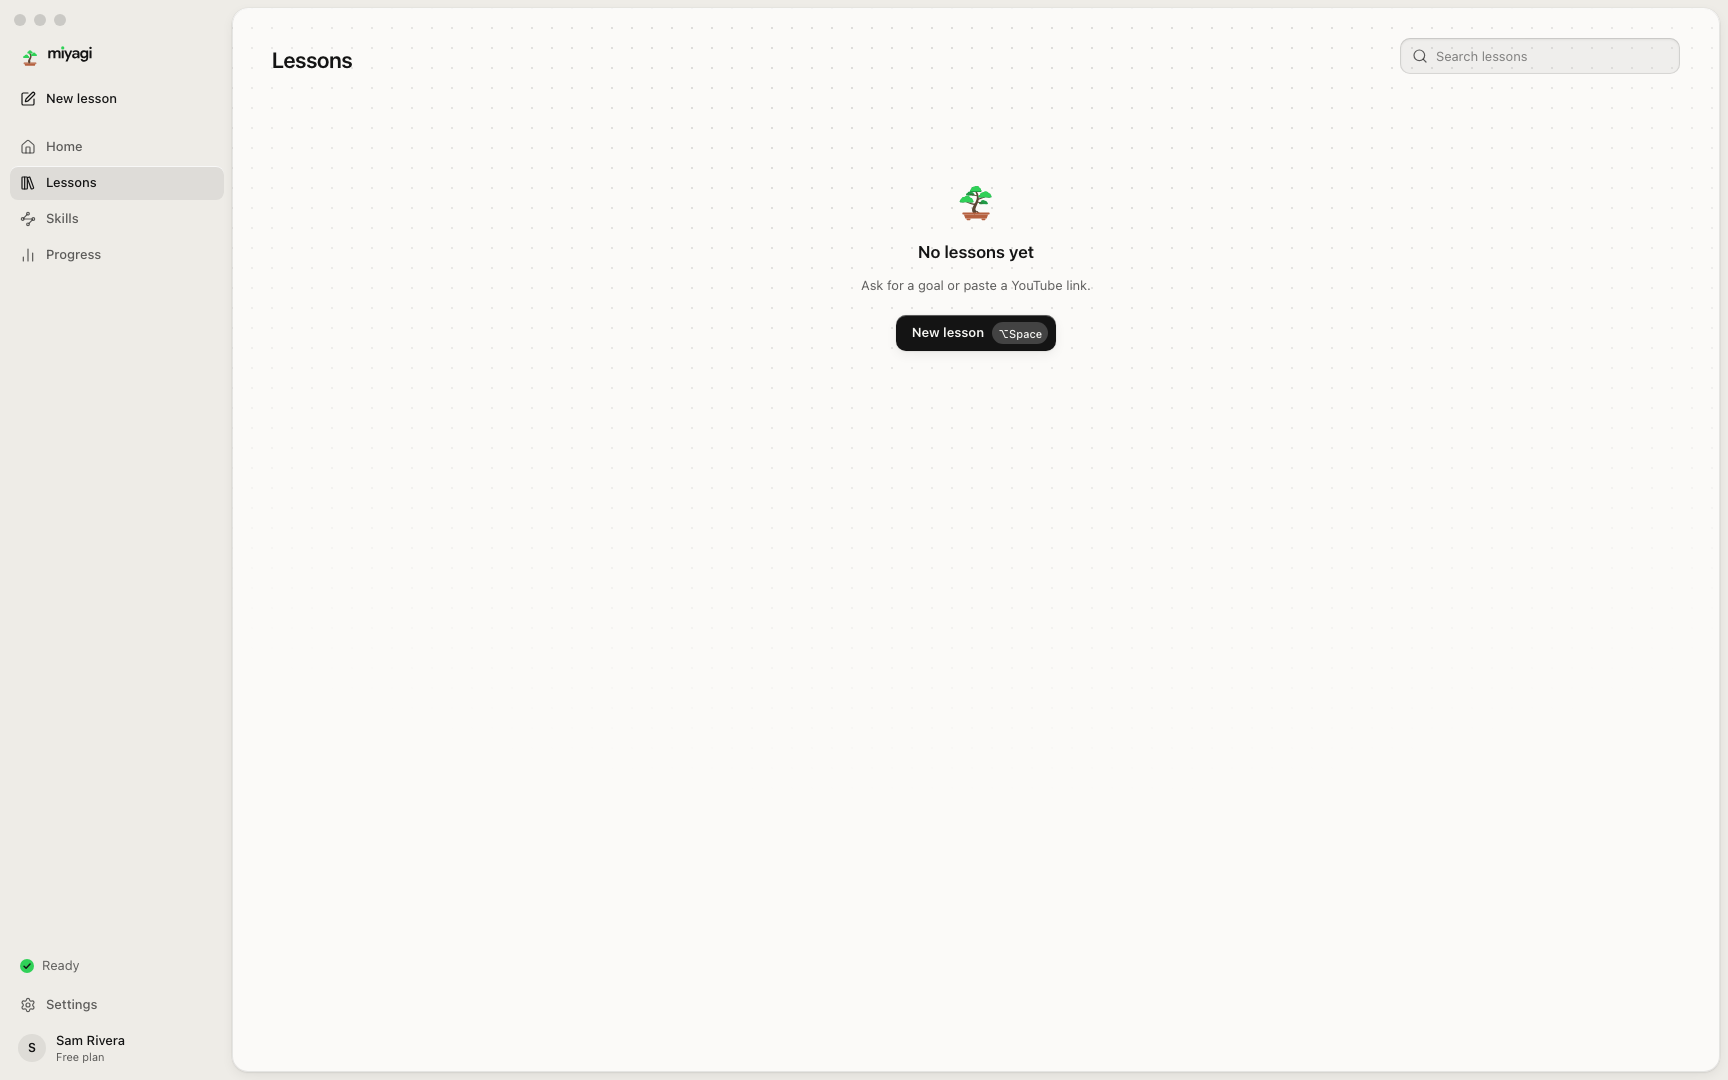 miyagi
New lesson
Home
Lessons
Skills
Progress
Ready
Settings
S
Sam Rivera
Free plan
Lessons
Search lessons
No lessons yet
Ask for a goal or paste a YouTube link.
New lesson ⌥Space